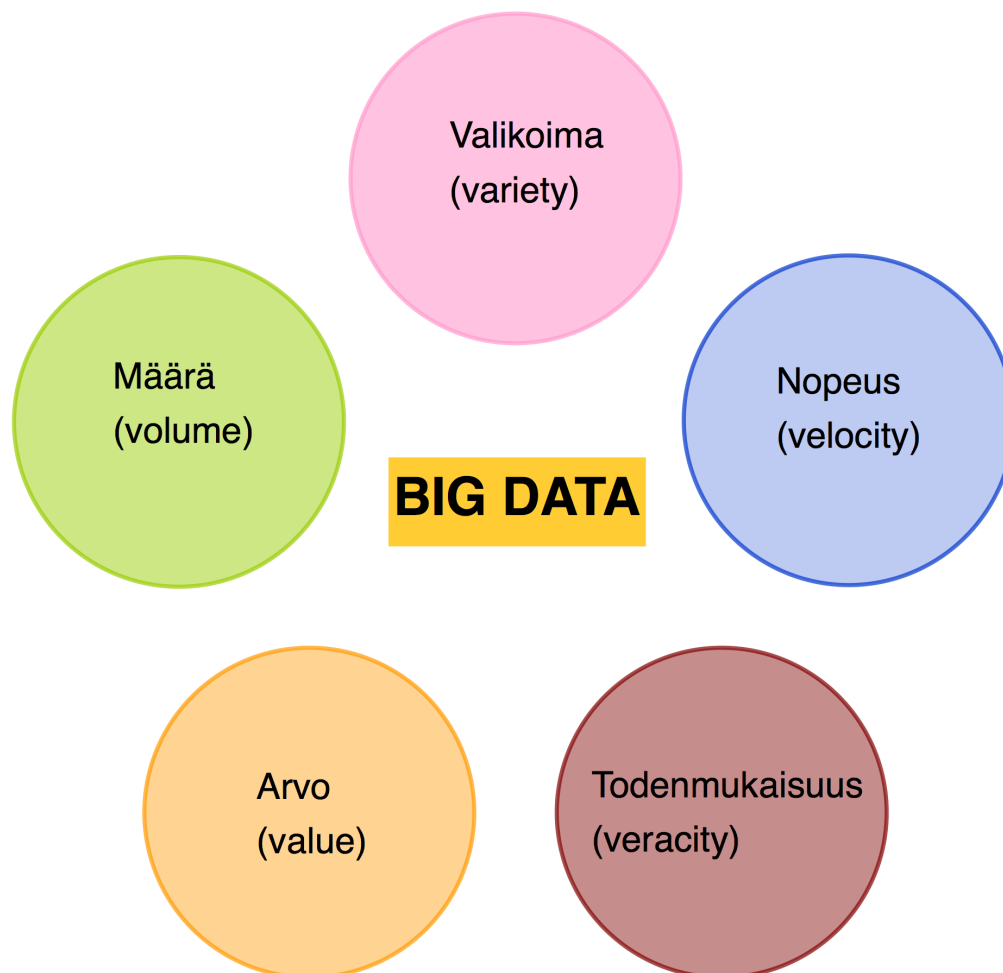 Valikoima
(variety)
Määrä
(volume)
Nopeus
(velocity)
BIG DATA
Arvo
(value)
Todenmukaisuus
(veracity)